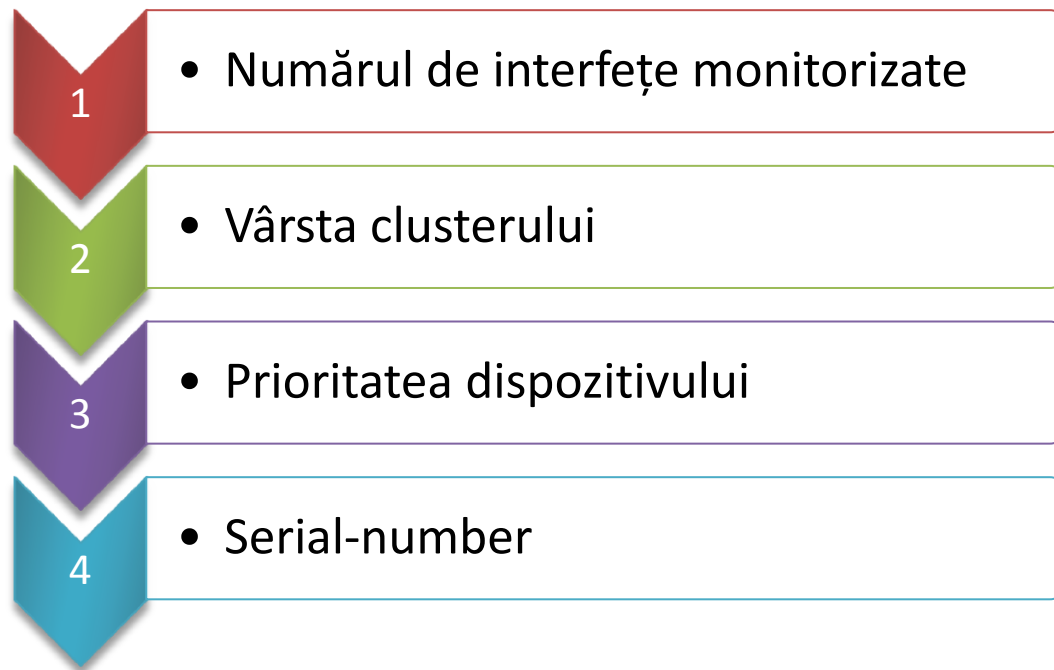 1
• Numărul de interfețe monitorizate
2
• Vârsta clusterului
3
• Prioritatea dispozitivului
4
• Serial-number